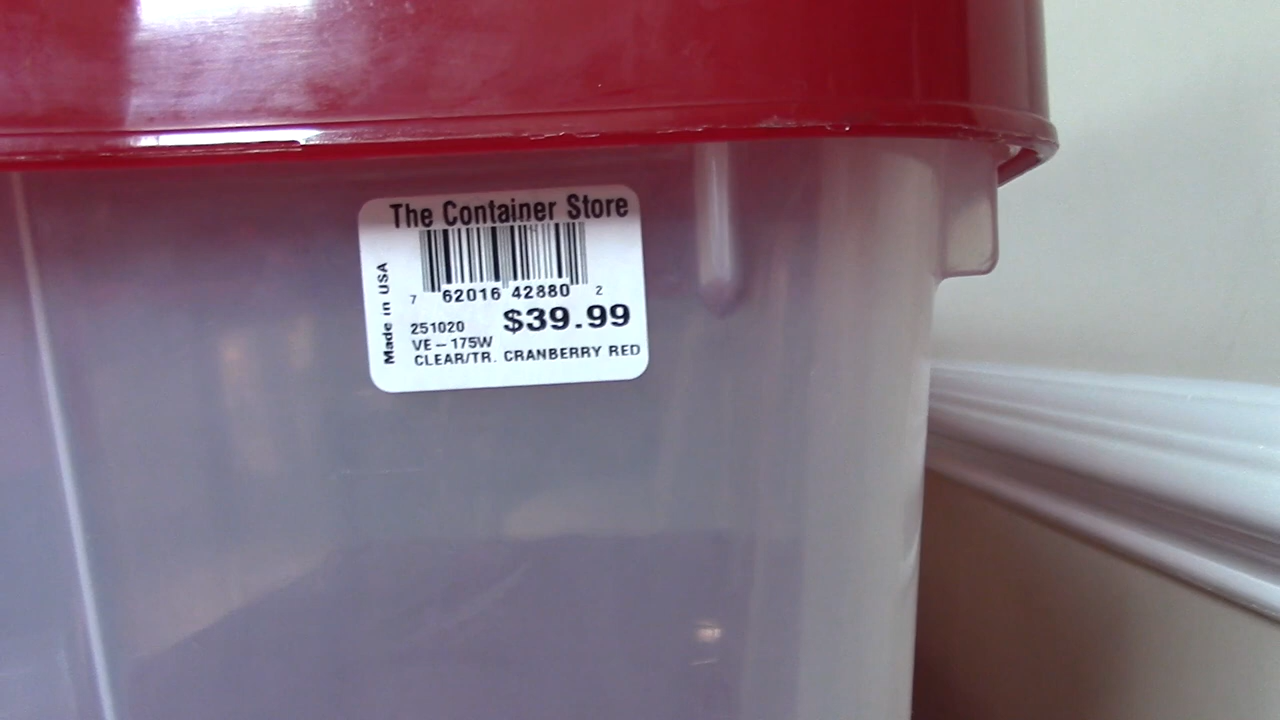 The Container Store
Made in USA
7 62016 42880 2
251020 $39.99
VE-175W
CLEAR/TR. CRANBERRY RED